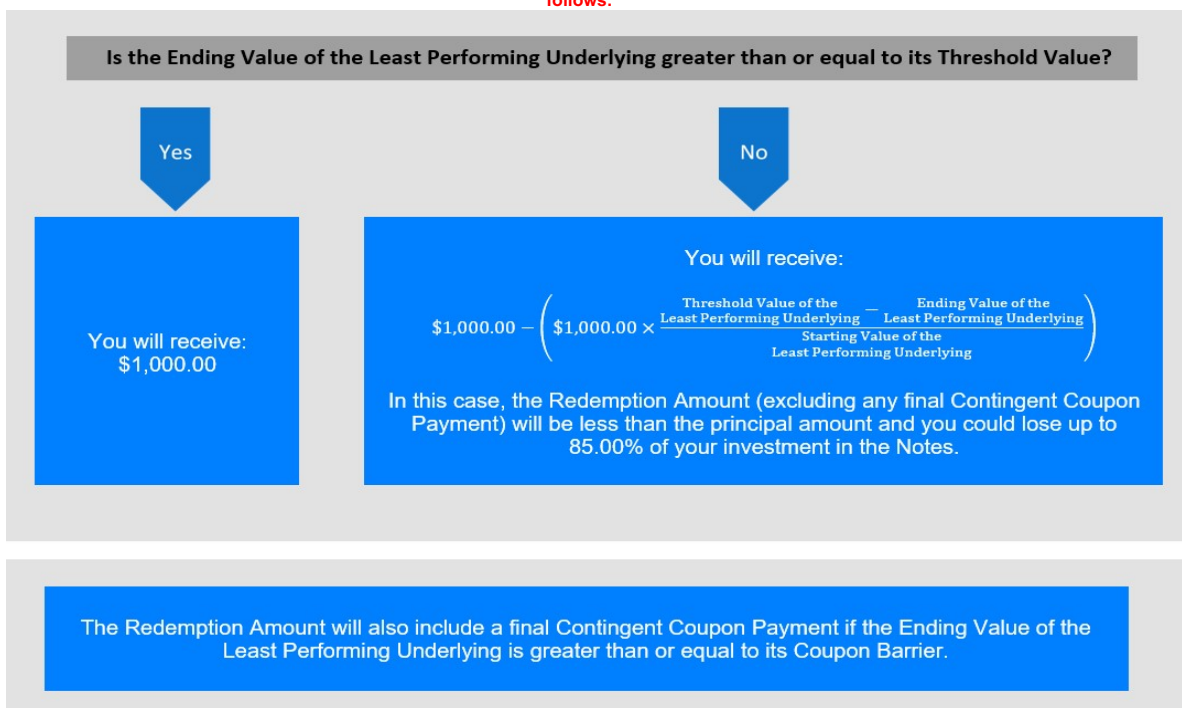 follows:
Is the Ending Value of the Least Performing Underlying greater than or equal to its Threshold Value?
Yes
No
You will receive:
$1,000.00
You will receive:
$1,000.00 − ($1,000.00 × (Threshold Value of the Least Performing Underlying − Ending Value of the Least Performing Underlying) / Starting Value of the Least Performing Underlying)
In this case, the Redemption Amount (excluding any final Contingent Coupon
Payment) will be less than the principal amount and you could lose up to
85.00% of your investment in the Notes.
The Redemption Amount will also include a final Contingent Coupon Payment if the Ending Value of the
Least Performing Underlying is greater than or equal to its Coupon Barrier.